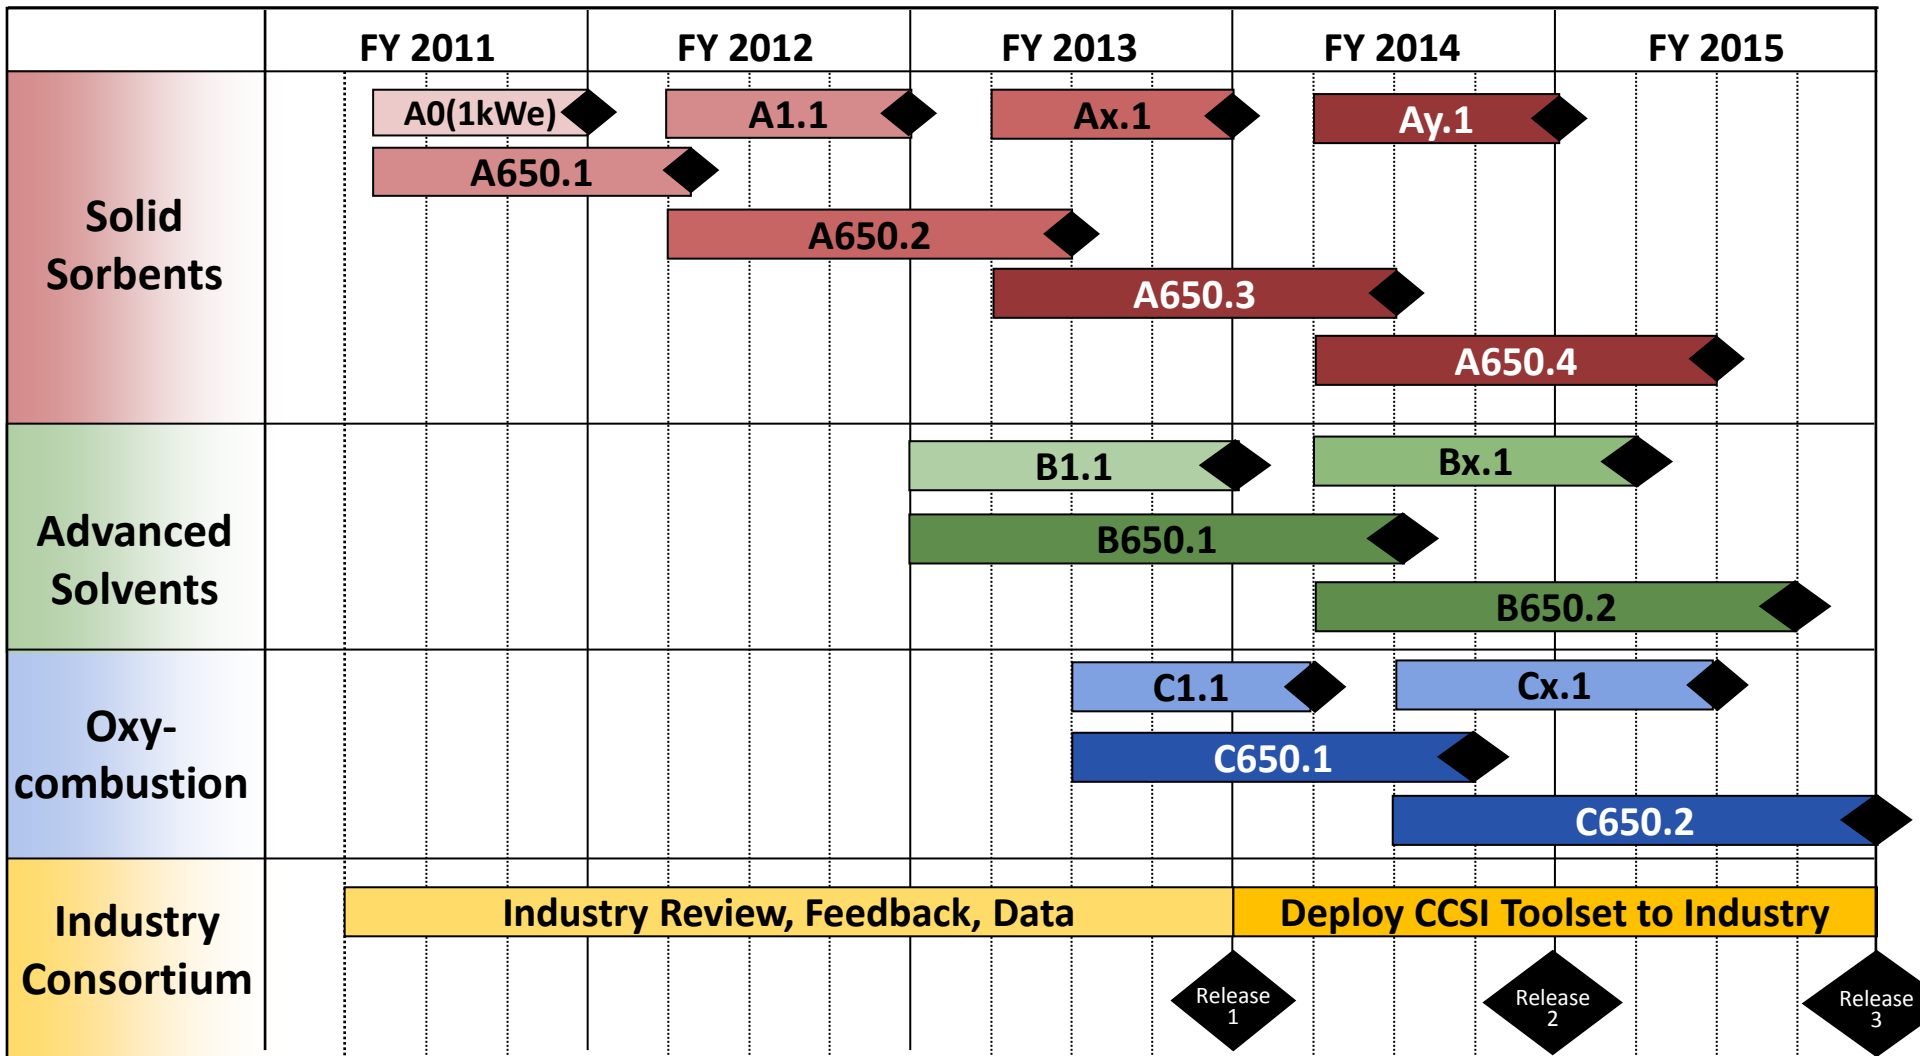 FY 2011
FY 2012
FY 2013
FY 2014
FY 2015
Solid
Sorbents
A0(1kWe)
A1.1
Ax.1
Ay.1
A650.1
A650.2
A650.3
A650.4
Advanced
Solvents
B1.1
Bx.1
B650.1
B650.2
Oxy-
combustion
C1.1
Cx.1
C650.1
C650.2
Industry
Consortium
Industry Review, Feedback, Data
Deploy CCSI Toolset to Industry
Release
1
Release
2
Release
3